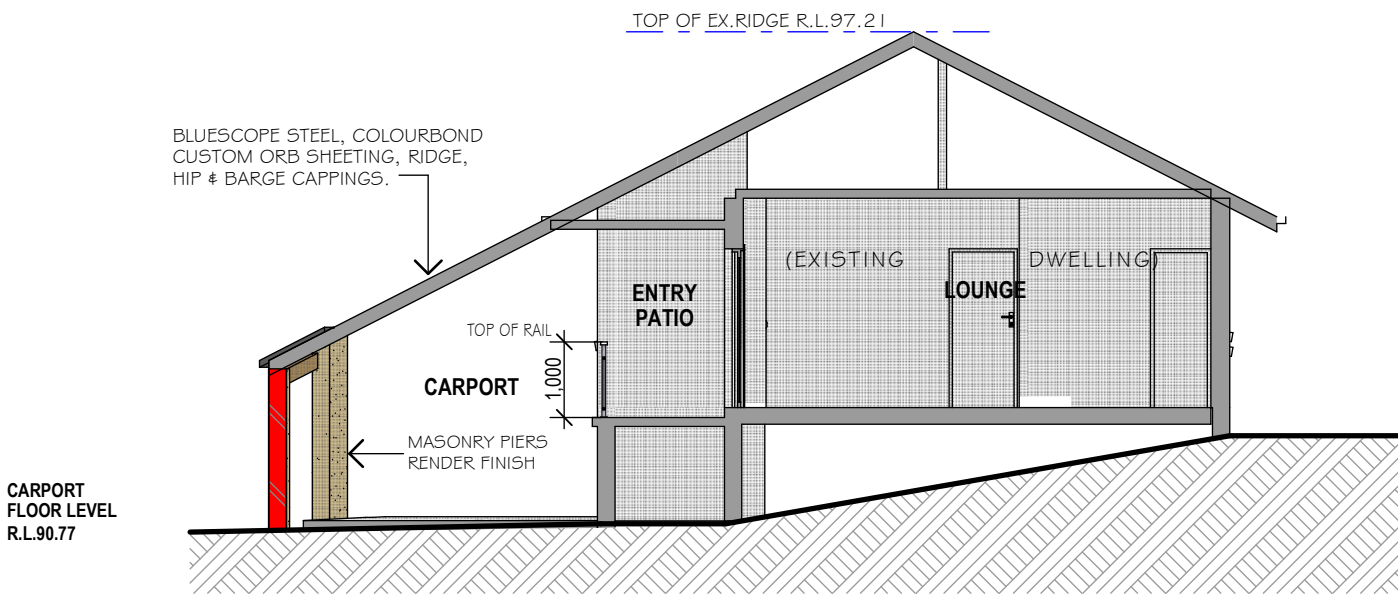 TOP OF EX.RIDGE R.L.97.21
BLUESCOPE STEEL, COLOURBOND
CUSTOM ORB SHEETING, RIDGE,
HIP & BARGE CAPPINGS.
(EXISTING DWELLING)
LOUNGE
ENTRY
PATIO
TOP OF RAIL
1,000
CARPORT
MASONRY PIERS
RENDER FINISH
CARPORT
FLOOR LEVEL
R.L.90.77